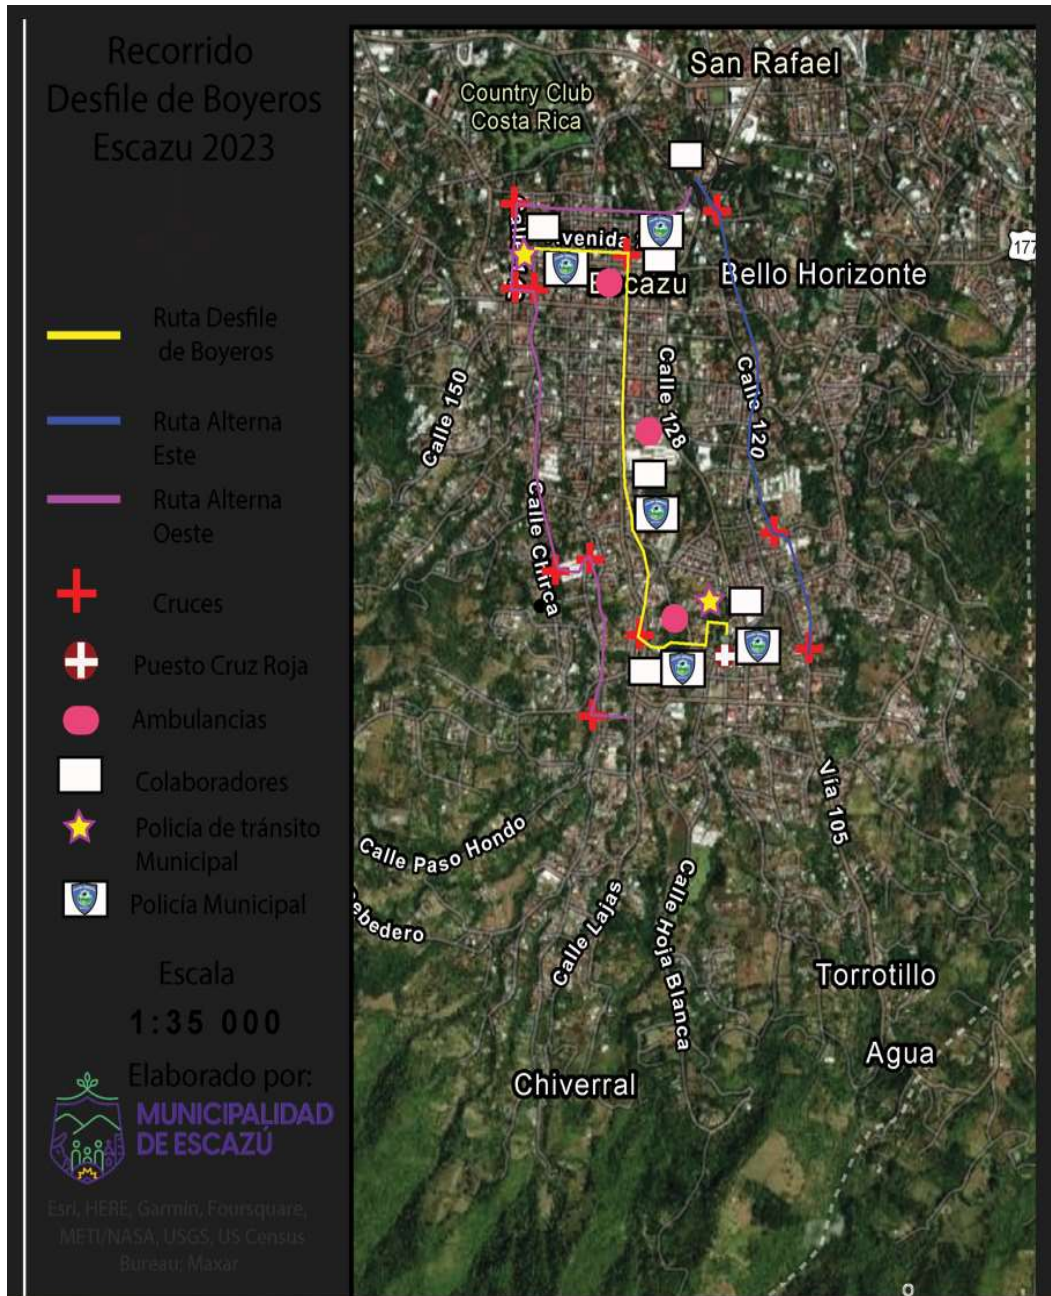 Recorrido
Desfile de Boyeros
Escazu 2023
Ruta Desfile
de Boyeros
Ruta Alterna
Este
Ruta Alterna
Oeste
Cruces
Puesto Cruz Roja
Ambulancias
Colaboradores
Policía de tránsito
Municipal
Policía Municipal
Escala
1:35 000
Elaborado por:
MUNICIPALIDAD
DE ESCAZÚ
Esri, HERE, Garmin, Foursquare,
METI/NASA, USGS, US Census
Bureau, Maxar
San Rafael
Country Club
Costa Rica
177
Bello Horizonte
Calle 150
Calle 128
Calle 120
Calle Chirca
Vía 105
Calle Paso Hondo
Calle Lajas
Calle Hoja Blanca
Torrotillo
Agua
Chiverral